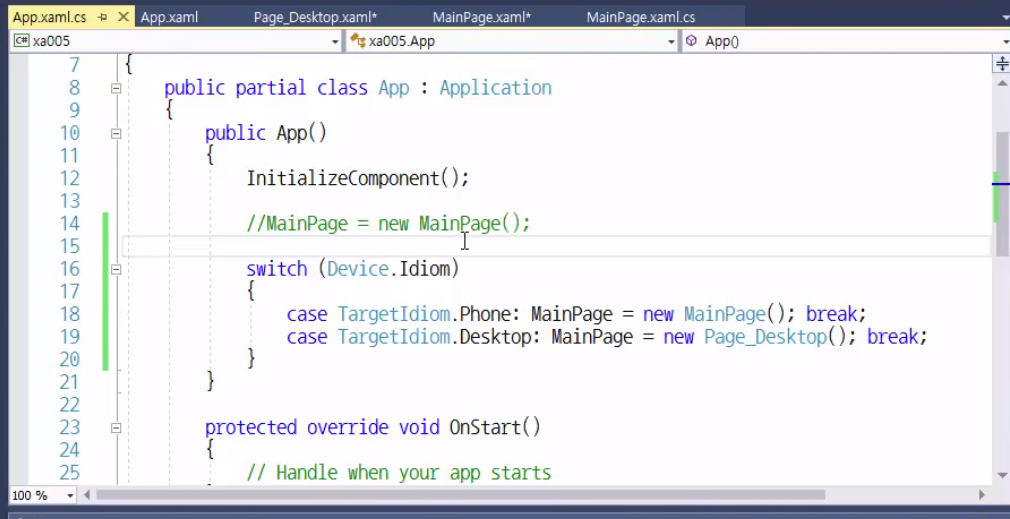 App.xaml.cs App.xaml Page_Desktop.xaml* MainPage.xaml* MainPage.xaml.cs
C# xa005 xa005.App App()
7 {
8 public partial class App : Application
9 {
10 public App()
11 {
12 InitializeComponent();
13
14 //MainPage = new MainPage();
15
16 switch (Device.Idiom)
17 {
18 case TargetIdiom.Phone: MainPage = new MainPage(); break;
19 case TargetIdiom.Desktop: MainPage = new Page_Desktop(); break;
20 }
21 }
22
23 protected override void OnStart()
24 {
25 // Handle when your app starts
100 %